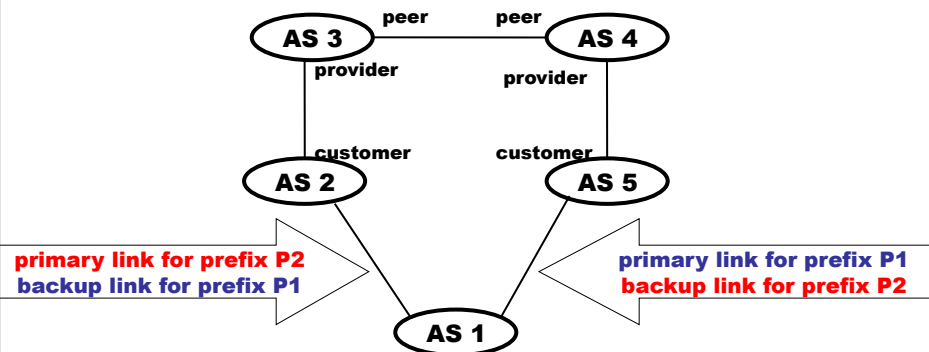 peer peer
AS 3 AS 4
provider provider
customer customer
AS 2 AS 5
primary link for prefix P2
backup link for prefix P1
primary link for prefix P1
backup link for prefix P2
AS 1